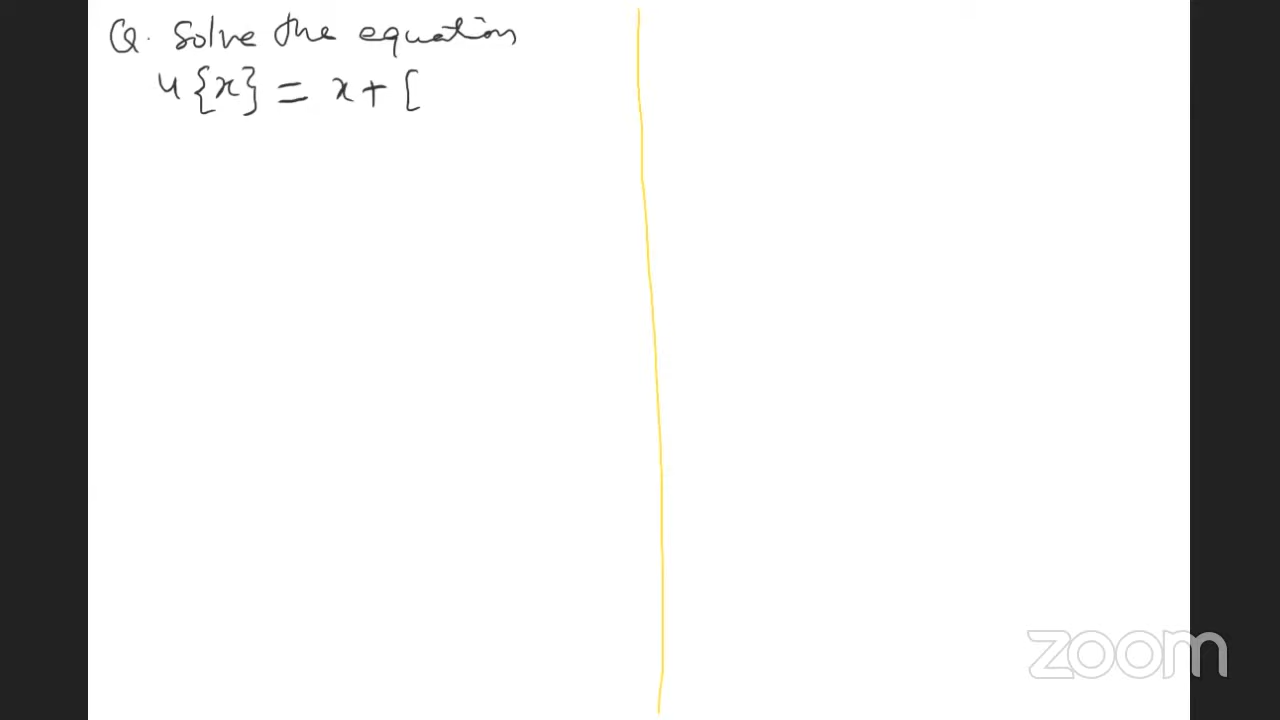 Q. Solve the equation
4{x} = x + [
zoom